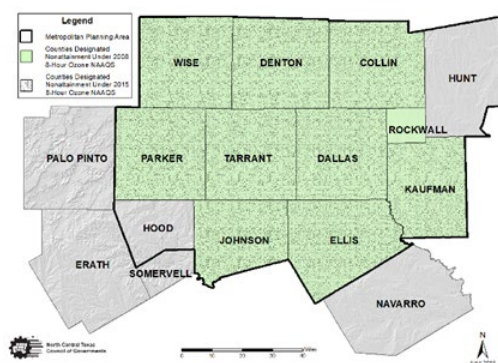 Legend
Metropolitan Planning Area
Counties Designated
Nonattainment Under 2008
8-Hour Ozone NAAQS
Counties Designated
Nonattainment Under 2015
8-Hour Ozone NAAQS
WISE
DENTON
COLLIN
HUNT
ROCKWALL
PALO PINTO
PARKER
TARRANT
DALLAS
KAUFMAN
HOOD
JOHNSON
ELLIS
ERATH
SOMERVELL
NAVARRO
North Central Texas
Council of Governments
N